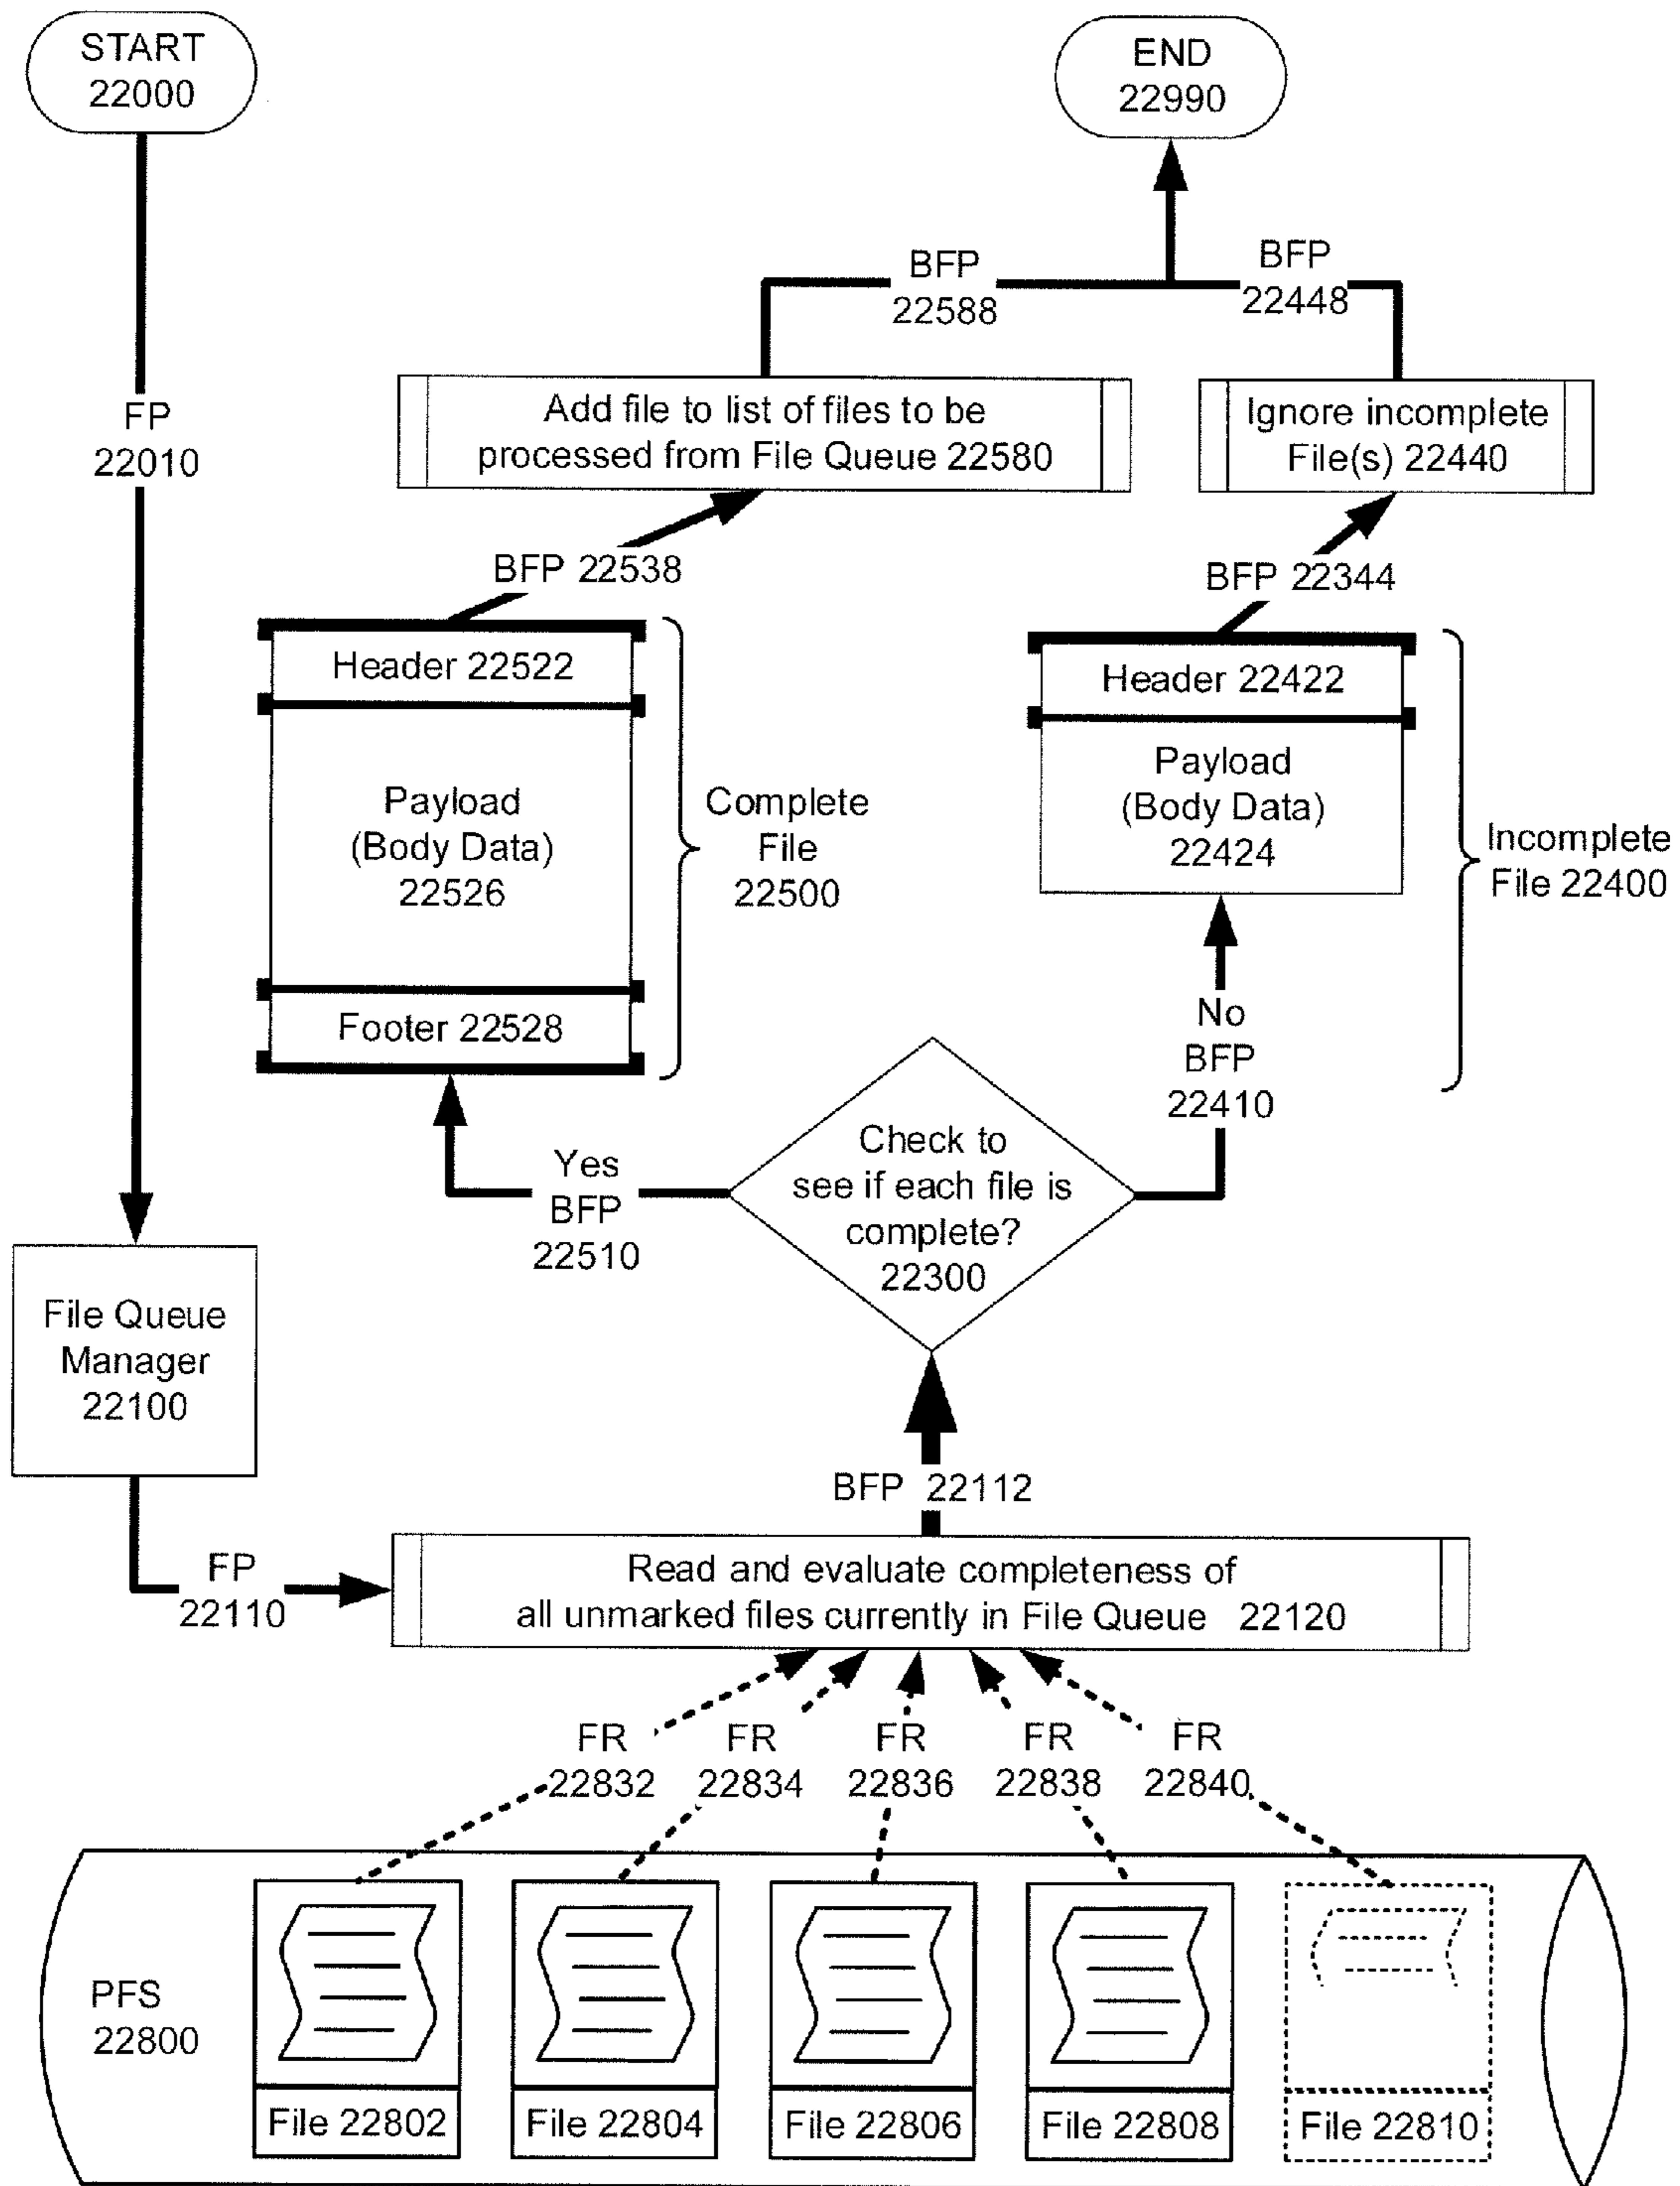 START
22000
END
22990
BFP
22588
BFP
22448
FP
22010
Add file to list of files to be
processed from File Queue 22580
Ignore incomplete
File(s) 22440
BFP 22538
BFP 22344
Header 22522
Payload
(Body Data)
22526
Footer 22528
Complete
File
22500
Header 22422
Payload
(Body Data)
22424
Incomplete
File 22400
No
BFP
22410
Yes
BFP
22510
Check to
see if each file is
complete?
22300
File Queue
Manager
22100
BFP 22112
FP
22110
Read and evaluate completeness of
all unmarked files currently in File Queue 22120
FR
22832
FR
22834
FR
22836
FR
22838
FR
22840
PFS
22800
File 22802
File 22804
File 22806
File 22808
File 22810